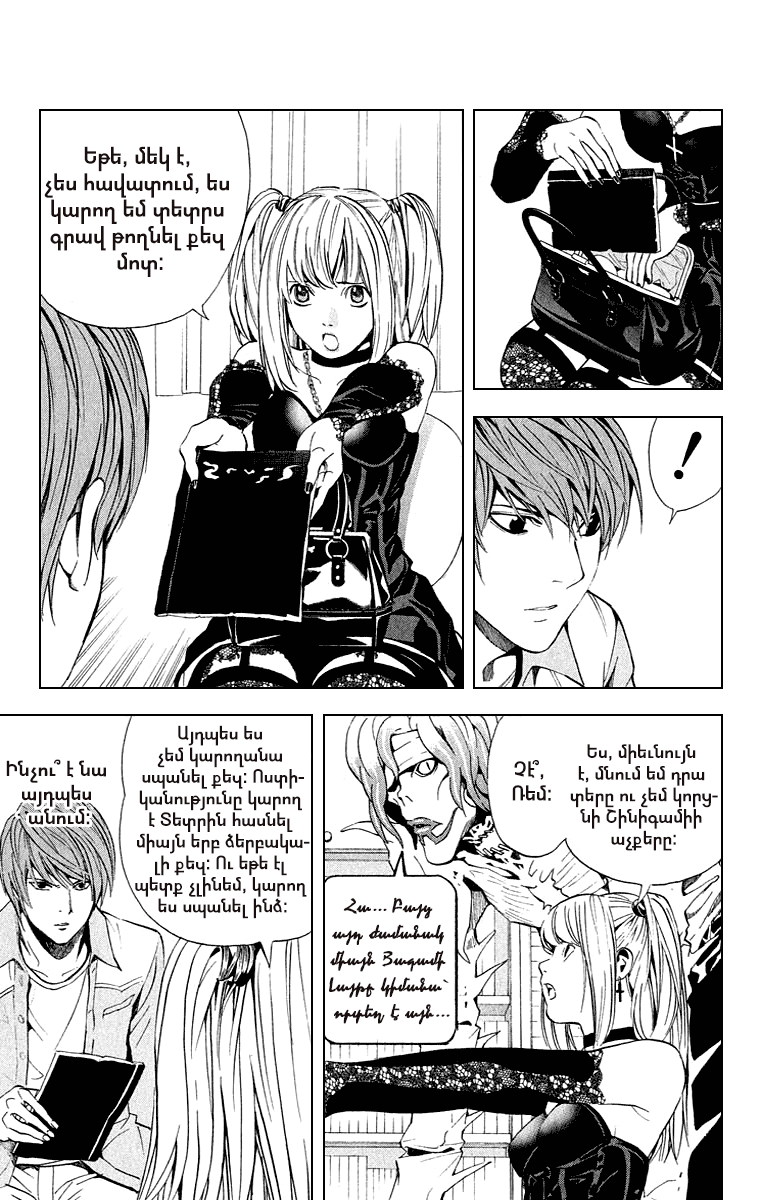 !
Եթե, մեկ է,
չես հավատում, ես
կարող եմ տետրս
գրավ թողնել քեզ
մոտ:
Ես, միեւնույն
է, մնում եմ դրա
տերը ու չեմ կորց-
նի Շինիգամիի
աչքերը:
Չէ՞,
Ռեմ:
Հա... Բայց
այդ ժամանակ
միայն Յագամի
Լայթը կիմանա՝
որտեղ է այն...
Այդպես ես
չեմ կարողանա
սպանել քեզ: Ոստի-
կանությունը կարող
է Տետրին հասնել
միայն երբ ձերբակա-
լի քեզ: Ու եթե էլ
պետք չլինեմ, կարող
ես սպանել ինձ:
Ինչու՞ է նա
այդպես
անում: